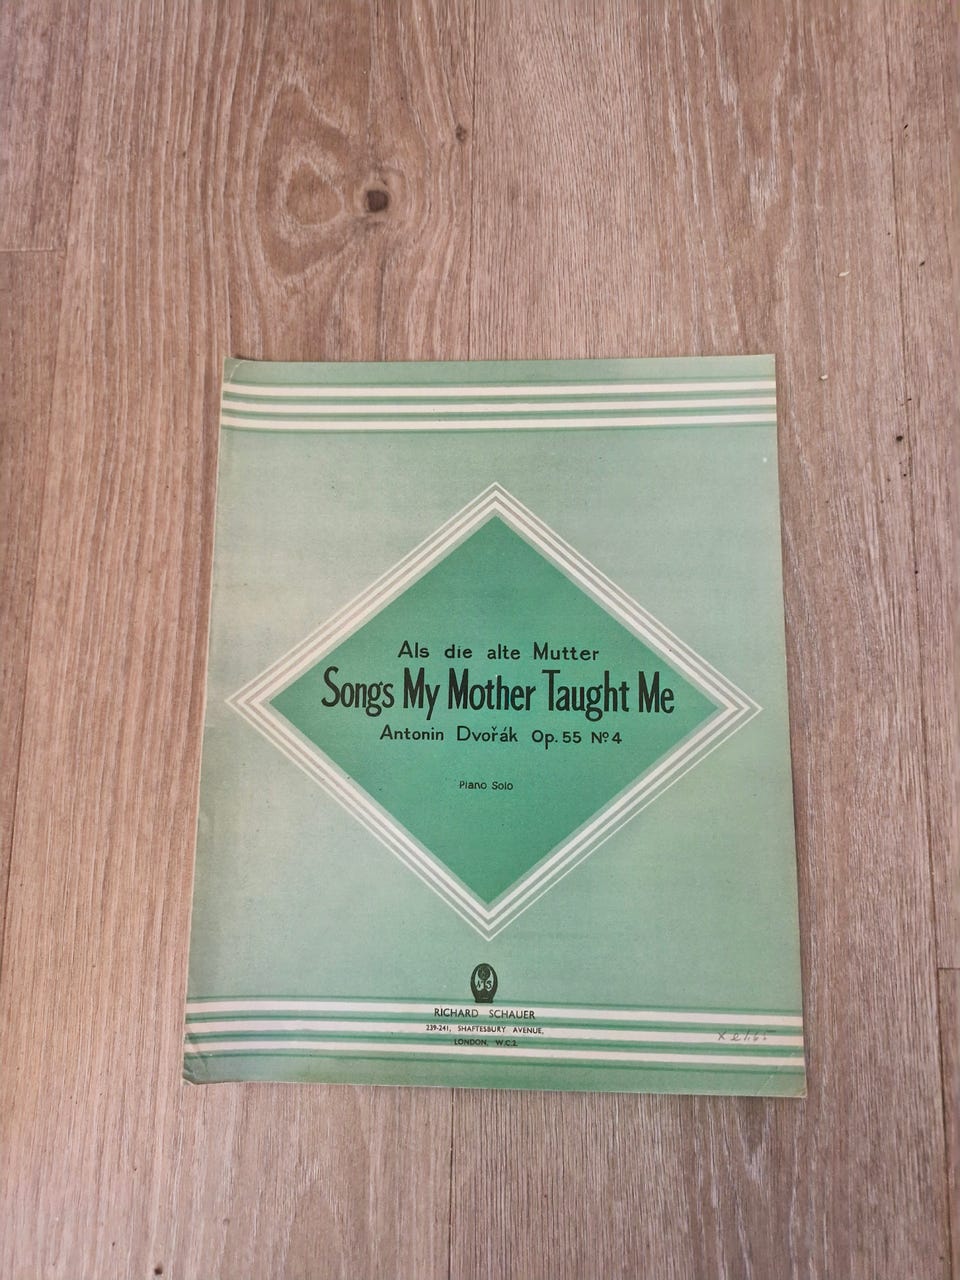 Als die alte Mutter
Songs My Mother Taught Me
Antonin Dvořák Op. 55 Nº 4
Piano Solo
RICHARD SCHAUER
239-241, SHAFTESBURY AVENUE,
LONDON, W.C.2.